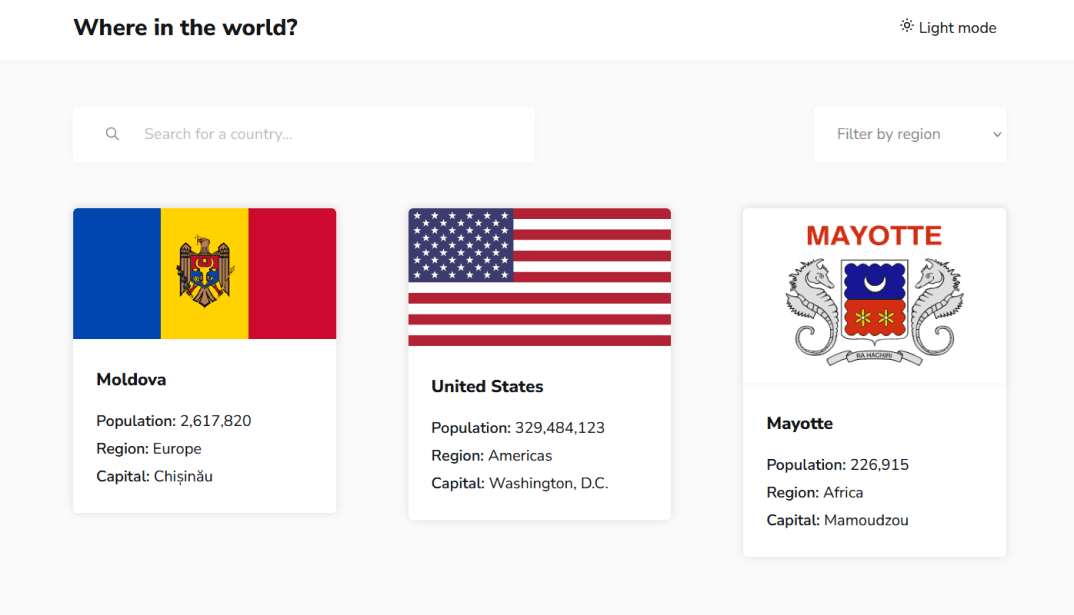 Where in the world?
Light mode
Search for a country...
Filter by region
Moldova
Population: 2,617,820
Region: Europe
Capital: Chișinău
United States
Population: 329,484,123
Region: Americas
Capital: Washington, D.C.
MAYOTTE
RA HACHIRI
Mayotte
Population: 226,915
Region: Africa
Capital: Mamoudzou